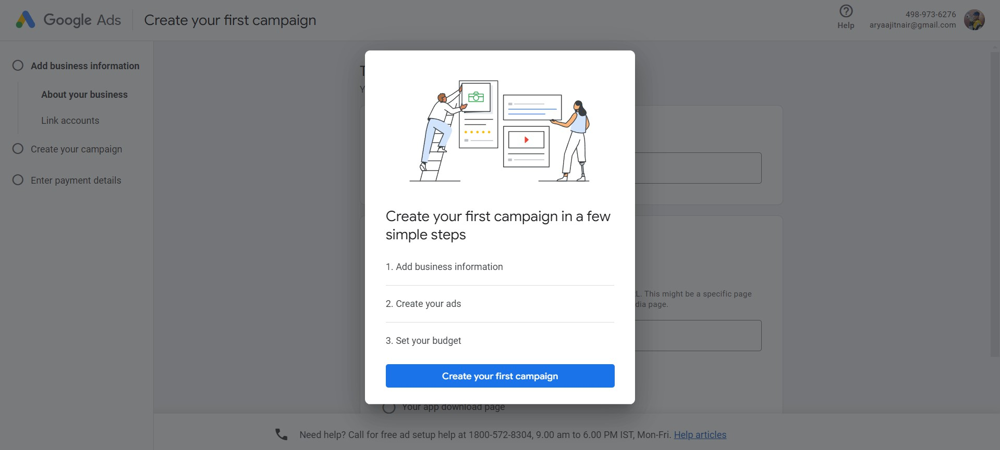 Google Ads
Create your first campaign
Help
498-973-6276
aryaajitnair@gmail.com
Add business information
About your business
Link accounts
Create your campaign
Enter payment details
Create your first campaign in a few
simple steps
1. Add business information
2. Create your ads
3. Set your budget
Create your first campaign
This might be a specific page
page.
Your app download page
Need help? Call for free ad setup help at 1800-572-8304, 9.00 am to 6.00 PM IST, Mon-Fri. Help articles